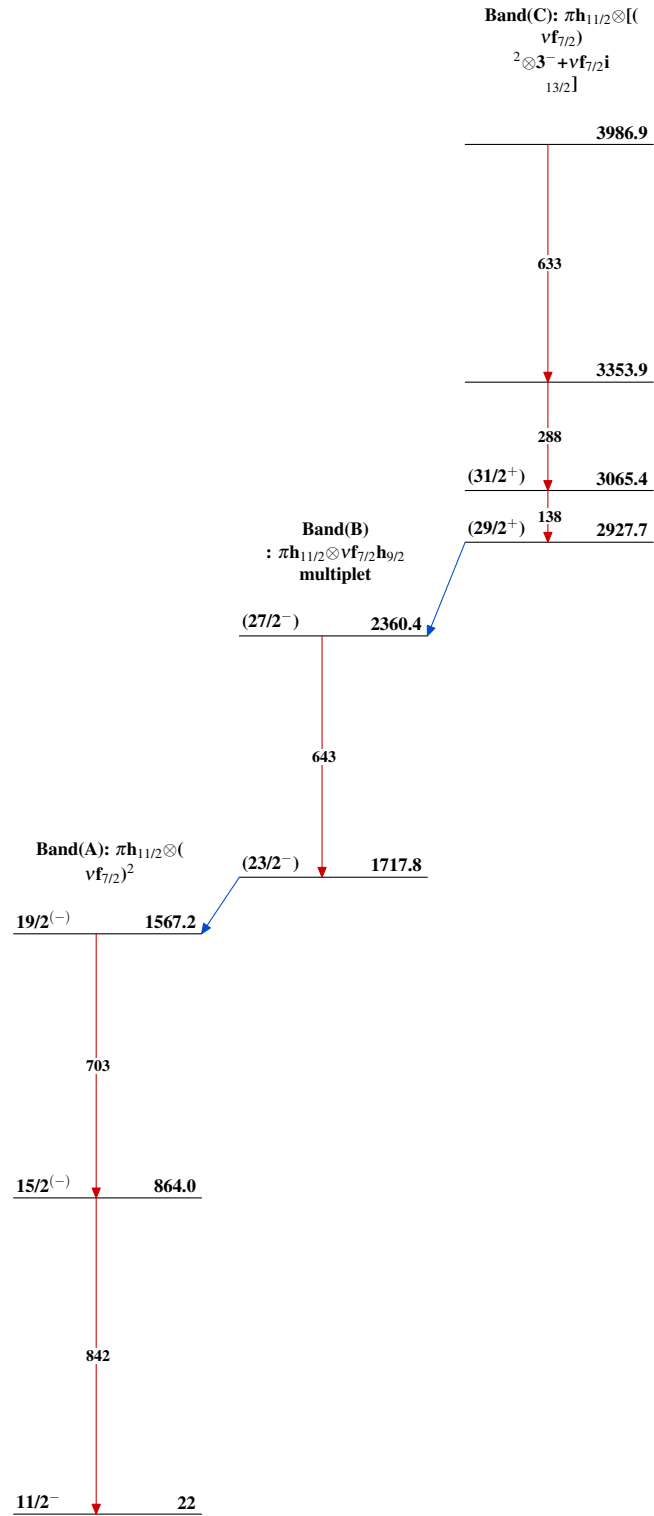 Band(C): πh₁₁/₂⊗[(
νf₇/₂)
²⊗3⁻+νf₇/₂i
₁₃/₂]
3986.9
633
3353.9
288
(31/2⁺) 3065.4
138
(29/2⁺) 2927.7
Band(B)
: πh₁₁/₂⊗νf₇/₂h₉/₂
multiplet
(27/2⁻) 2360.4
643
(23/2⁻) 1717.8
Band(A): πh₁₁/₂⊗(
νf₇/₂)²
19/2⁽⁻⁾ 1567.2
703
15/2⁽⁻⁾ 864.0
842
11/2⁻ 22